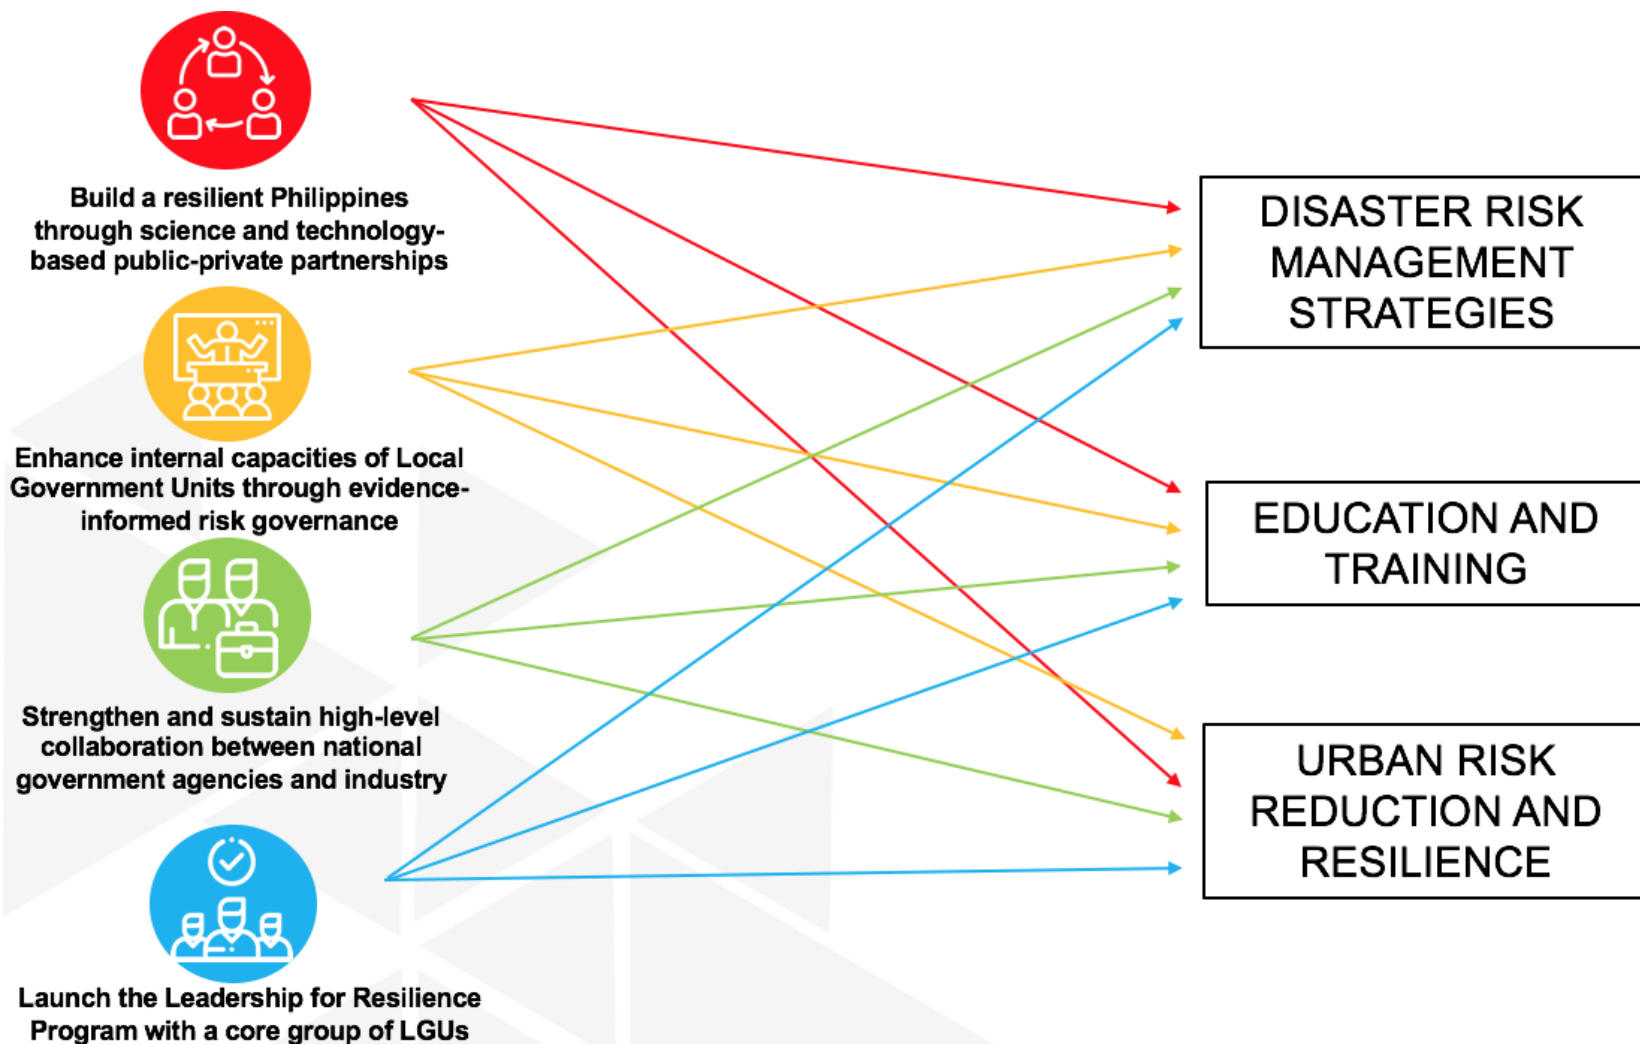 Build a resilient Philippines
through science and technology-
based public-private partnerships
Enhance internal capacities of Local
Government Units through evidence-
informed risk governance
Strengthen and sustain high-level
collaboration between national
government agencies and industry
Launch the Leadership for Resilience
Program with a core group of LGUs
DISASTER RISK
MANAGEMENT
STRATEGIES
EDUCATION AND
TRAINING
URBAN RISK
REDUCTION AND
RESILIENCE